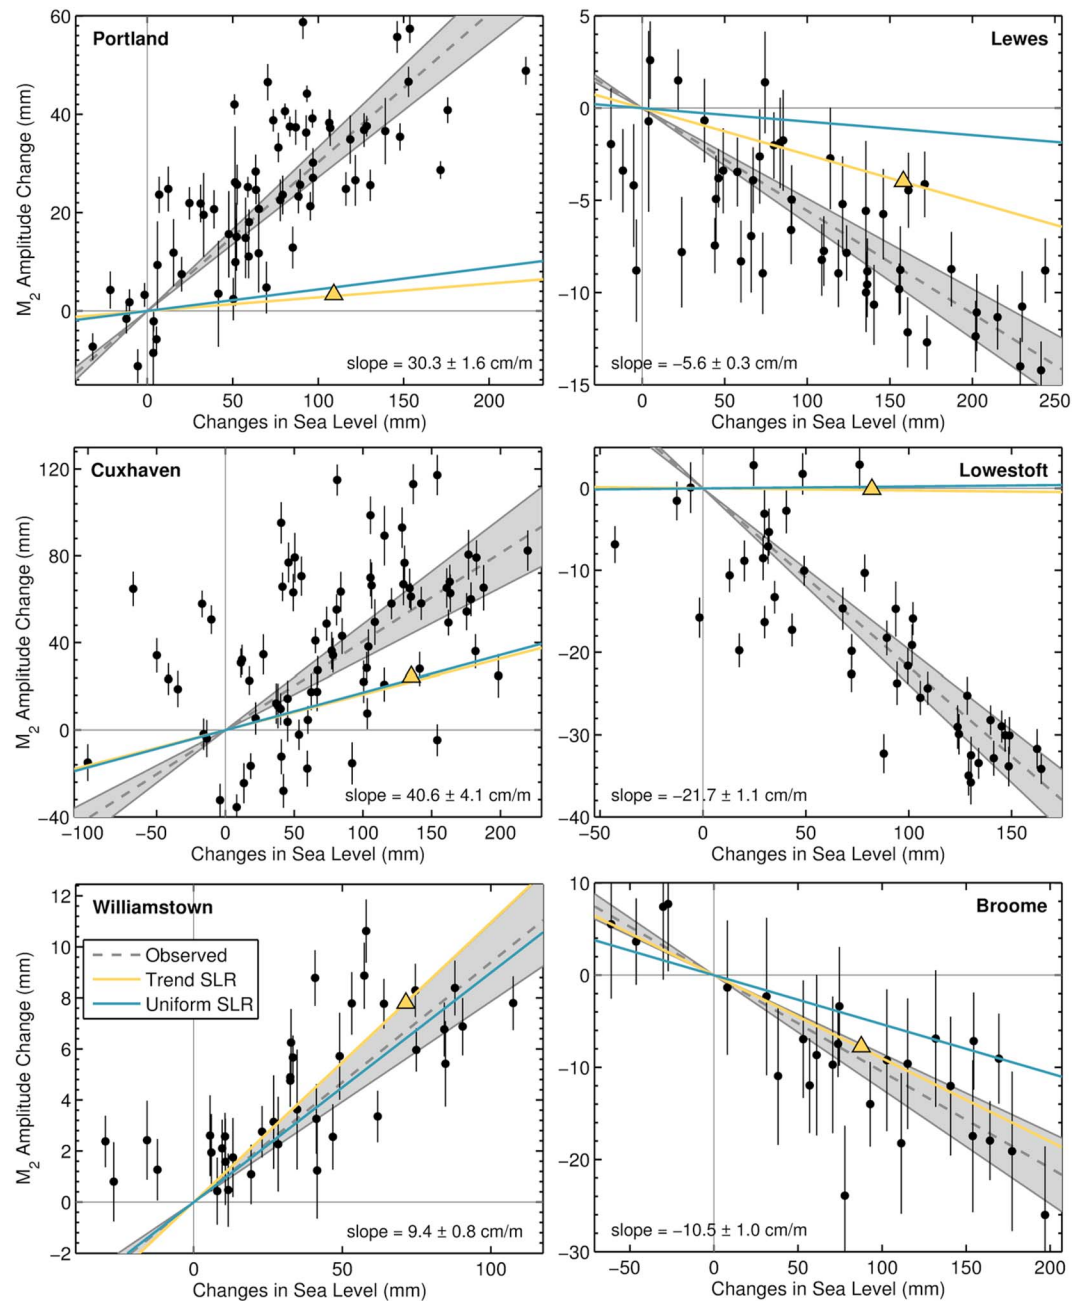 60
40
20
0
M2 Amplitude Change (mm)
Portland
slope = 30.3 ± 1.6 cm/m
0 50 100 150 200
Changes in Sea Level (mm)
5
0
−5
−10
−15
Lewes
slope = −5.6 ± 0.3 cm/m
0 50 100 150 200 250
Changes in Sea Level (mm)
120
80
40
0
−40
M2 Amplitude Change (mm)
Cuxhaven
slope = 40.6 ± 4.1 cm/m
−100 −50 0 50 100 150 200
Changes in Sea Level (mm)
0
−10
−20
−30
−40
Lowestoft
slope = −21.7 ± 1.1 cm/m
−50 0 50 100 150
Changes in Sea Level (mm)
12
10
8
6
4
2
0
−2
M2 Amplitude Change (mm)
Williamstown
Observed
Trend SLR
Uniform SLR
slope = 9.4 ± 0.8 cm/m
0 50 100
Changes in Sea Level (mm)
10
0
−10
−20
−30
Broome
slope = −10.5 ± 1.0 cm/m
−50 0 50 100 150 200
Changes in Sea Level (mm)